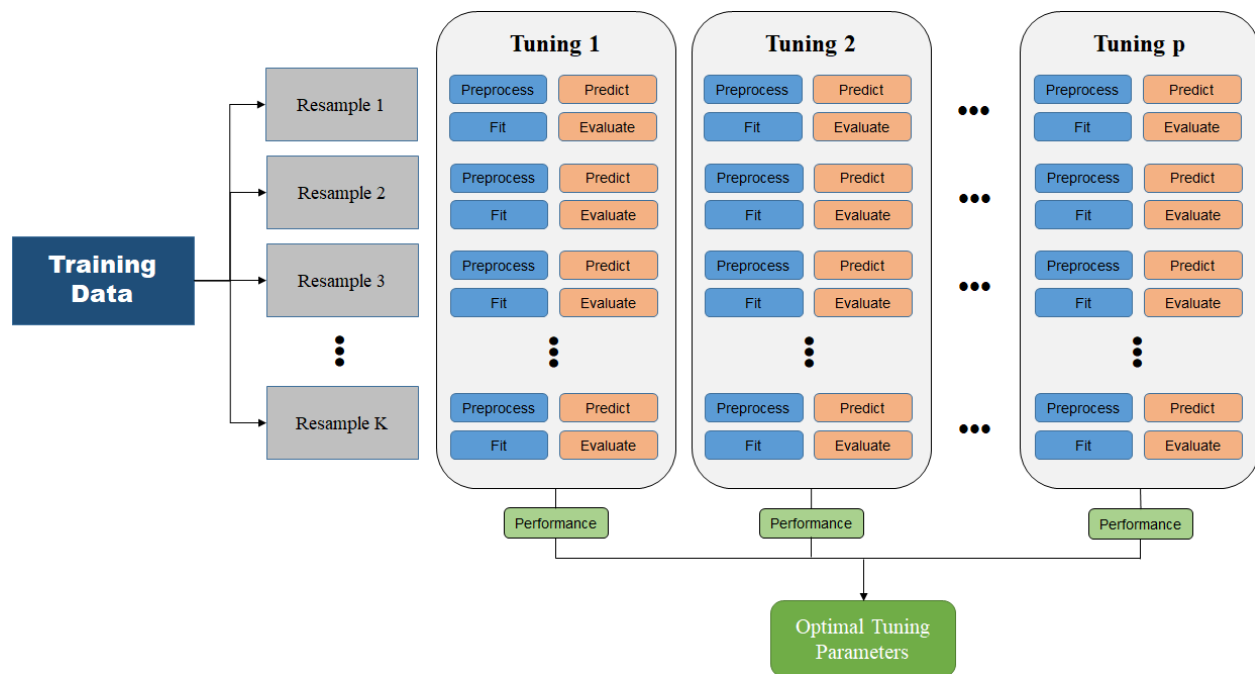 Tuning 1
Tuning 2
Tuning p
Training
Data
Resample 1
Preprocess Predict
Fit Evaluate
Preprocess Predict
Fit Evaluate
•••
Preprocess Predict
Fit Evaluate
Resample 2
Preprocess Predict
Fit Evaluate
Preprocess Predict
Fit Evaluate
•••
Preprocess Predict
Fit Evaluate
Resample 3
Preprocess Predict
Fit Evaluate
Preprocess Predict
Fit Evaluate
•••
Preprocess Predict
Fit Evaluate
Resample K
Preprocess Predict
Fit Evaluate
Preprocess Predict
Fit Evaluate
•••
Preprocess Predict
Fit Evaluate
Performance
Performance
Performance
Optimal Tuning
Parameters